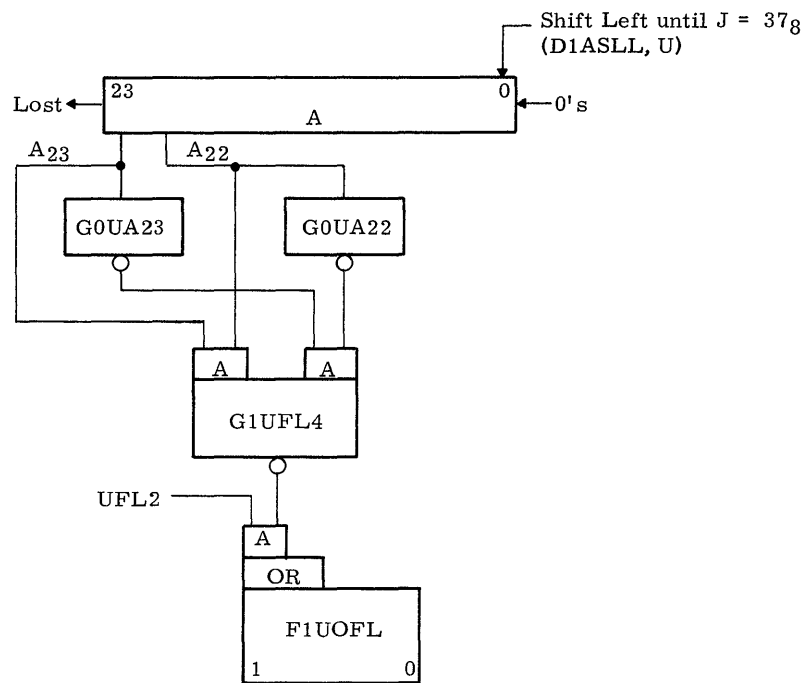 Shift Left until J = 37₈
(D1ASLL, U)
23 0
Lost 0's
A
A₂₃ A₂₂
G0UA23 G0UA22
A A
G1UFL4
UFL2
A
OR
F1UOFL
1 0